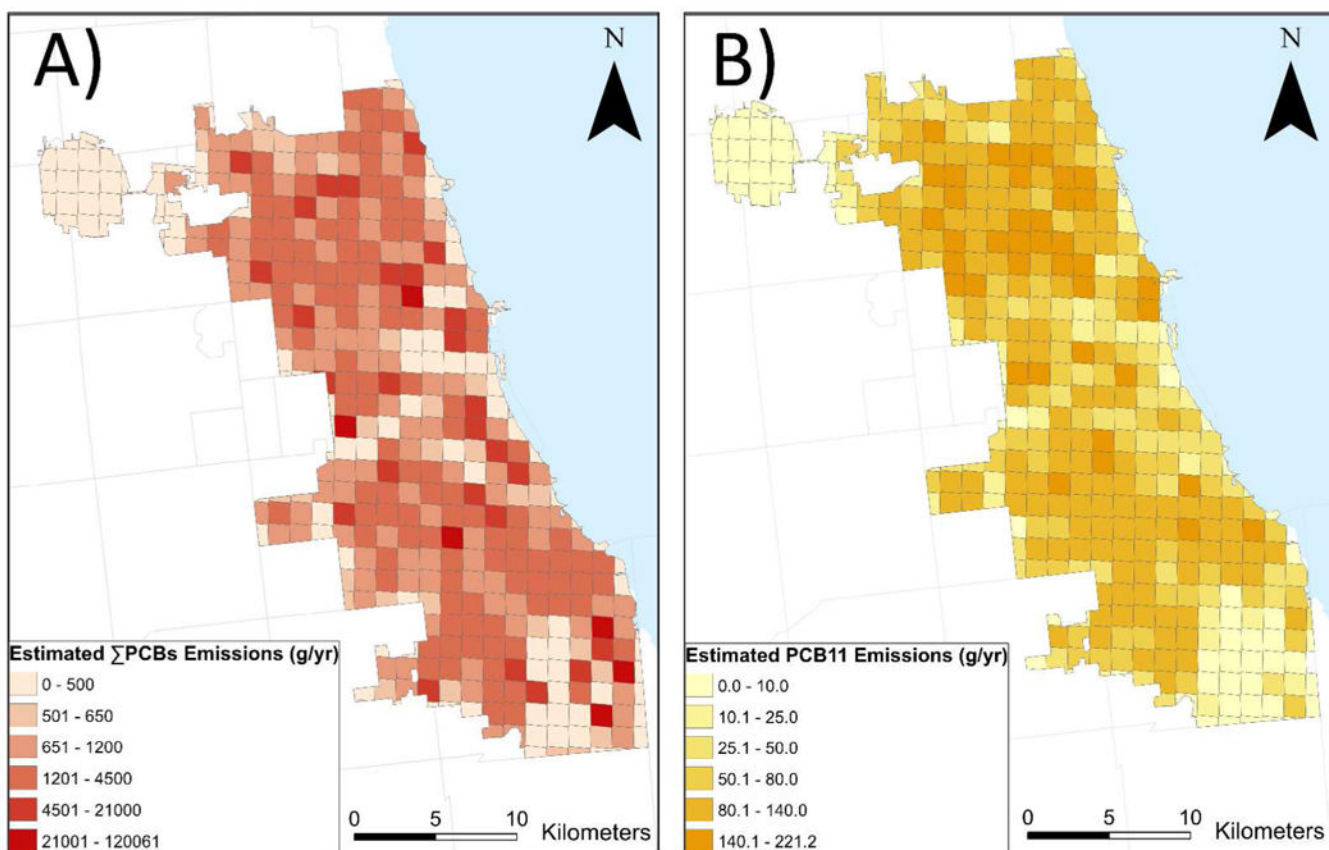 A)
N
Estimated ∑PCBs Emissions (g/yr)
0 - 500
501 - 650
651 - 1200
1201 - 4500
4501 - 21000
21001 - 120061
0 5 10
Kilometers
B)
N
Estimated PCB11 Emissions (g/yr)
0.0 - 10.0
10.1 - 25.0
25.1 - 50.0
50.1 - 80.0
80.1 - 140.0
140.1 - 221.2
0 5 10
Kilometers